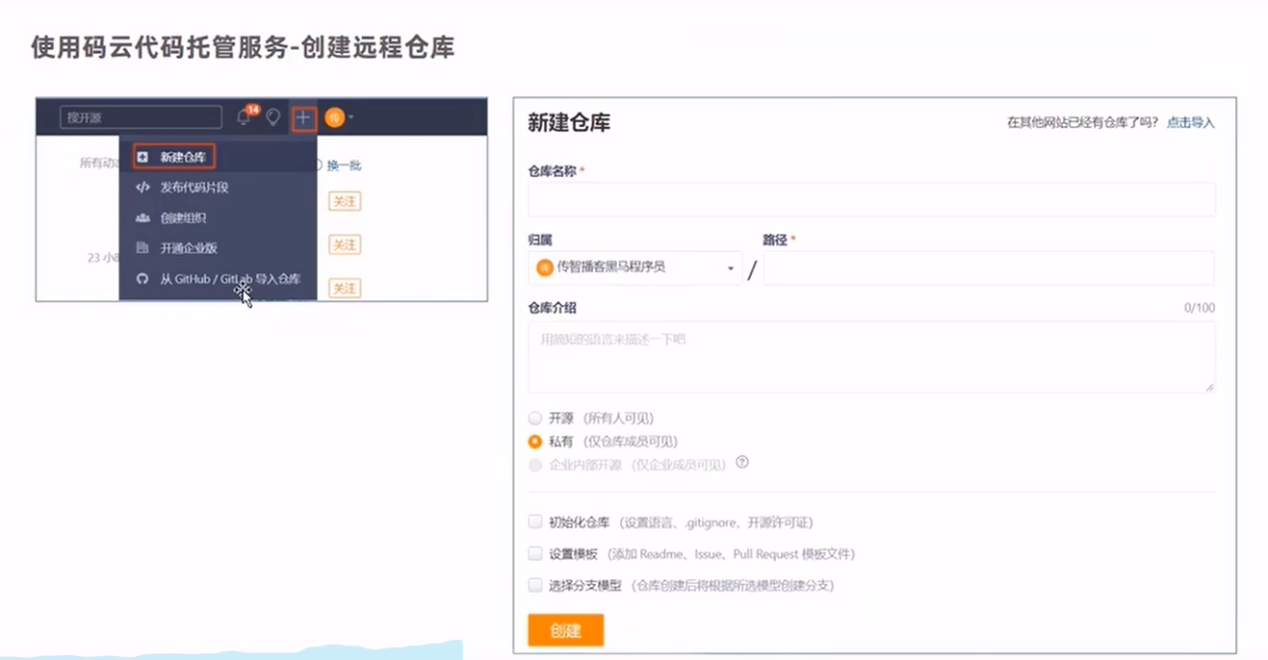 使用码云代码托管服务-创建远程仓库
搜开源
14
传
所有动
换一批
新建仓库
发布代码片段
关注
创建组织
关注
开通企业版
23 小
从 GitHub / GitLab 导入仓库
关注
新建仓库
在其他网站已经有仓库了吗? 点击导入
仓库名称 *
归属
路径 *
传智播客黑马程序员
/
仓库介绍
0/100
用简短的语言来描述一下吧
开源 (所有人可见)
私有 (仅仓库成员可见)
企业内部开源 (仅企业成员可见) ?
初始化仓库 (设置语言、.gitignore、开源许可证)
设置模板 (添加 Readme、Issue、Pull Request 模板文件)
选择分支模型 (仓库创建后将根据所选模型创建分支)
创建